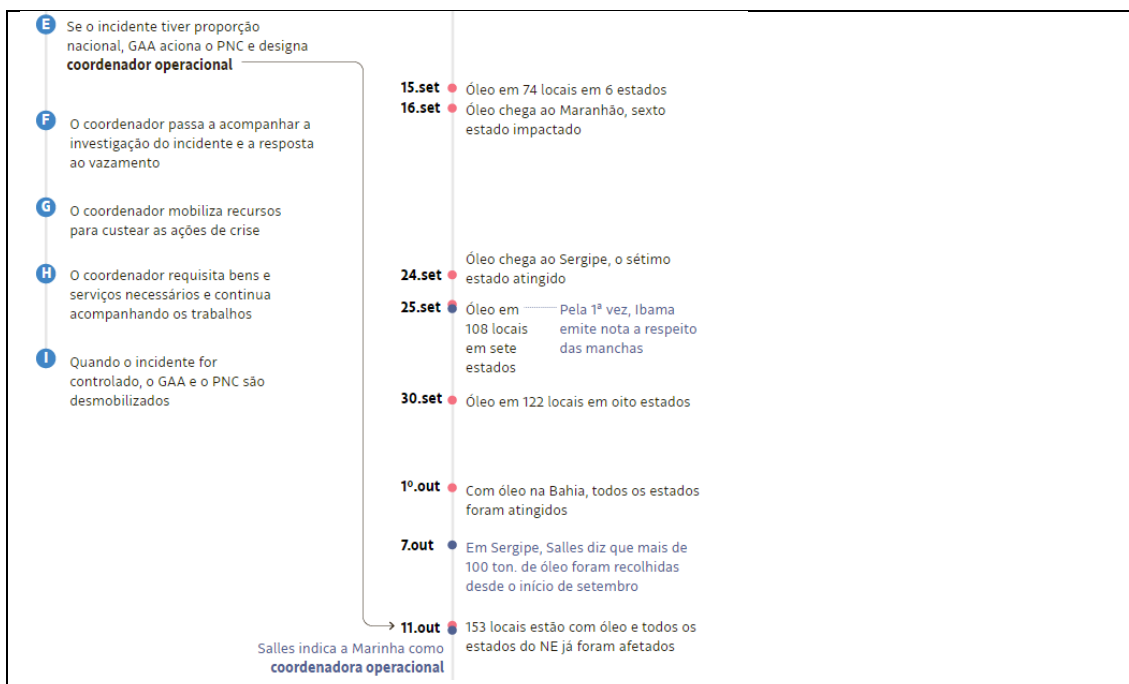 E
Se o incidente tiver proporção
nacional, GAA aciona o PNC e designa
coordenador operacional
F
O coordenador passa a acompanhar a
investigação do incidente e a resposta
ao vazamento
G
O coordenador mobiliza recursos
para custear as ações de crise
H
O coordenador requisita bens e
serviços necessários e continua
acompanhando os trabalhos
I
Quando o incidente for
controlado, o GAA e o PNC são
desmobilizados
15.set Óleo em 74 locais em 6 estados
16.set Óleo chega ao Maranhão, sexto
estado impactado
Óleo chega ao Sergipe, o sétimo
24.set estado atingido
25.set Óleo em
108 locais
em sete
estados
Pela 1ª vez, Ibama
emite nota a respeito
das manchas
30.set Óleo em 122 locais em oito estados
1º.out Com óleo na Bahia, todos os estados
foram atingidos
7.out Em Sergipe, Salles diz que mais de
100 ton. de óleo foram recolhidas
desde o início de setembro
11.out 153 locais estão com óleo e todos os
estados do NE já foram afetados
Salles indica a Marinha como
coordenadora operacional